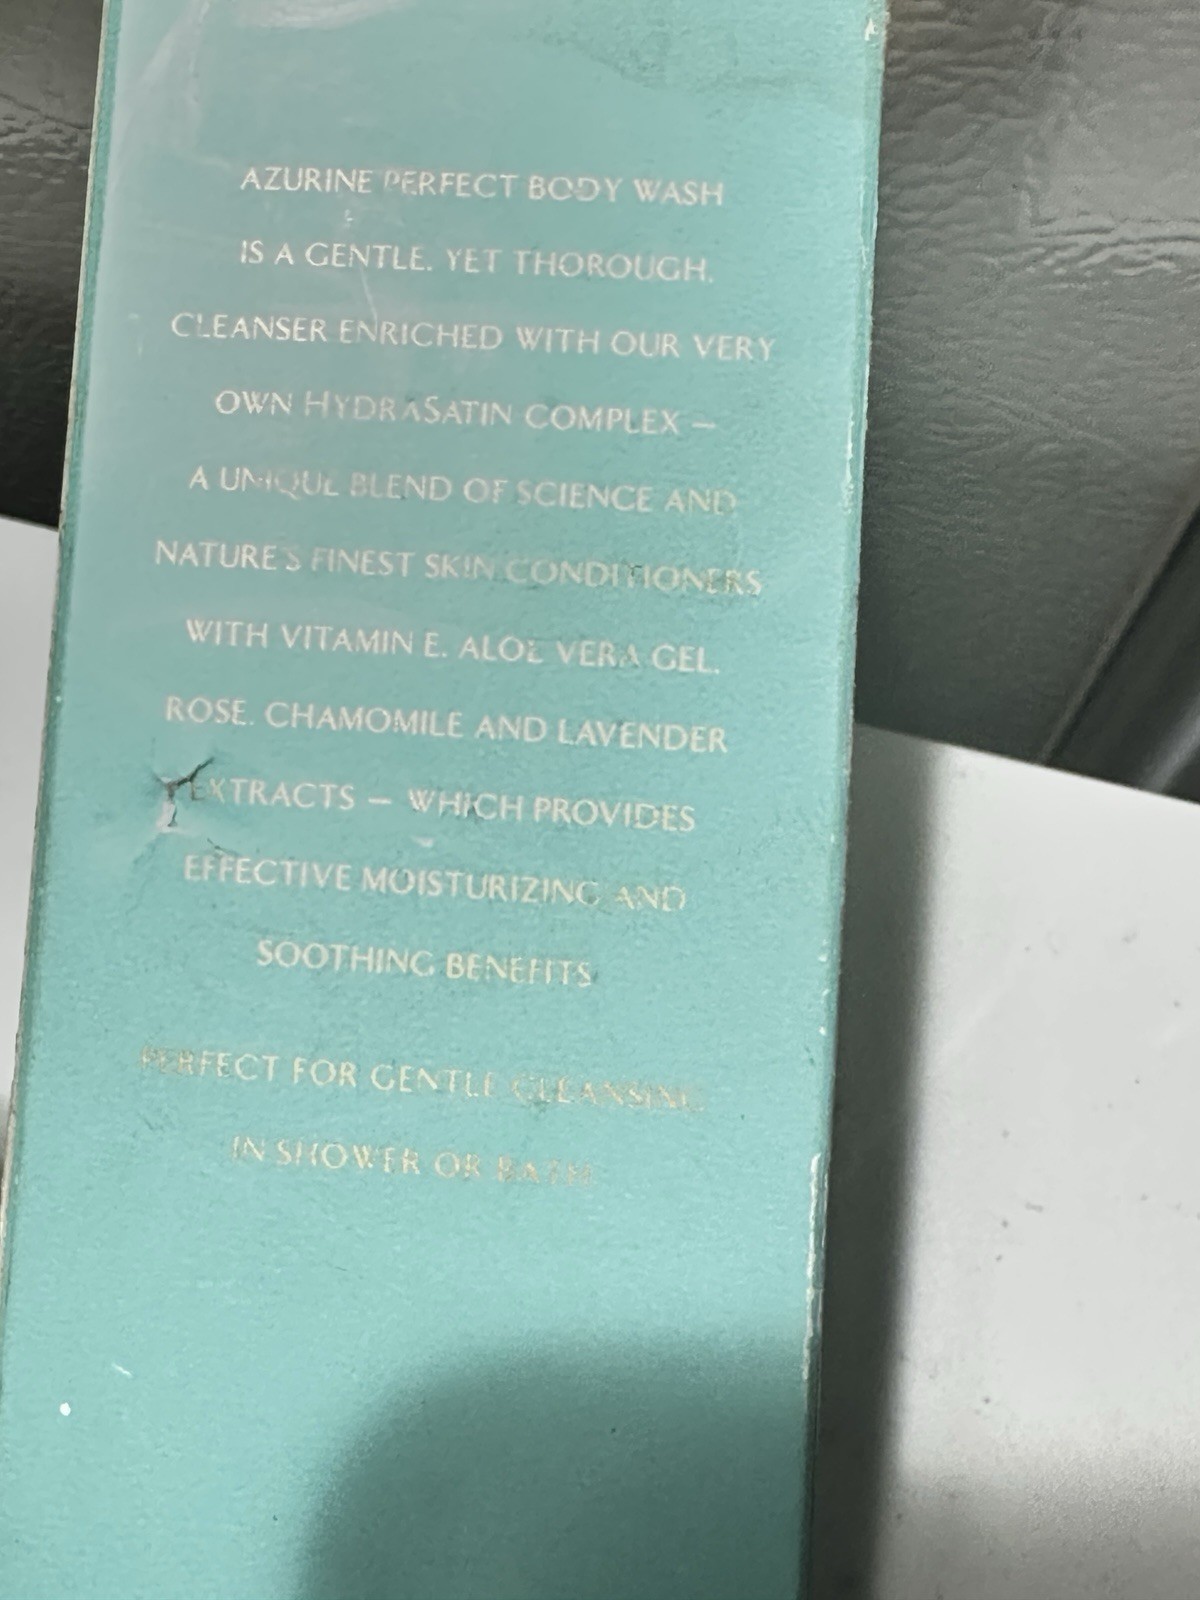 AZURINE PERFECT BODY WASH
IS A GENTLE, YET THOROUGH,
CLEANSER ENRICHED WITH OUR VERY
OWN HYDRASATIN COMPLEX –
A UNIQUE BLEND OF SCIENCE AND
NATURE'S FINEST SKIN CONDITIONERS
WITH VITAMIN E, ALOE VERA GEL,
ROSE, CHAMOMILE AND LAVENDER
EXTRACTS – WHICH PROVIDES
EFFECTIVE MOISTURIZING AND
SOOTHING BENEFITS
PERFECT FOR GENTLE CLEANSING
IN SHOWER OR BATH